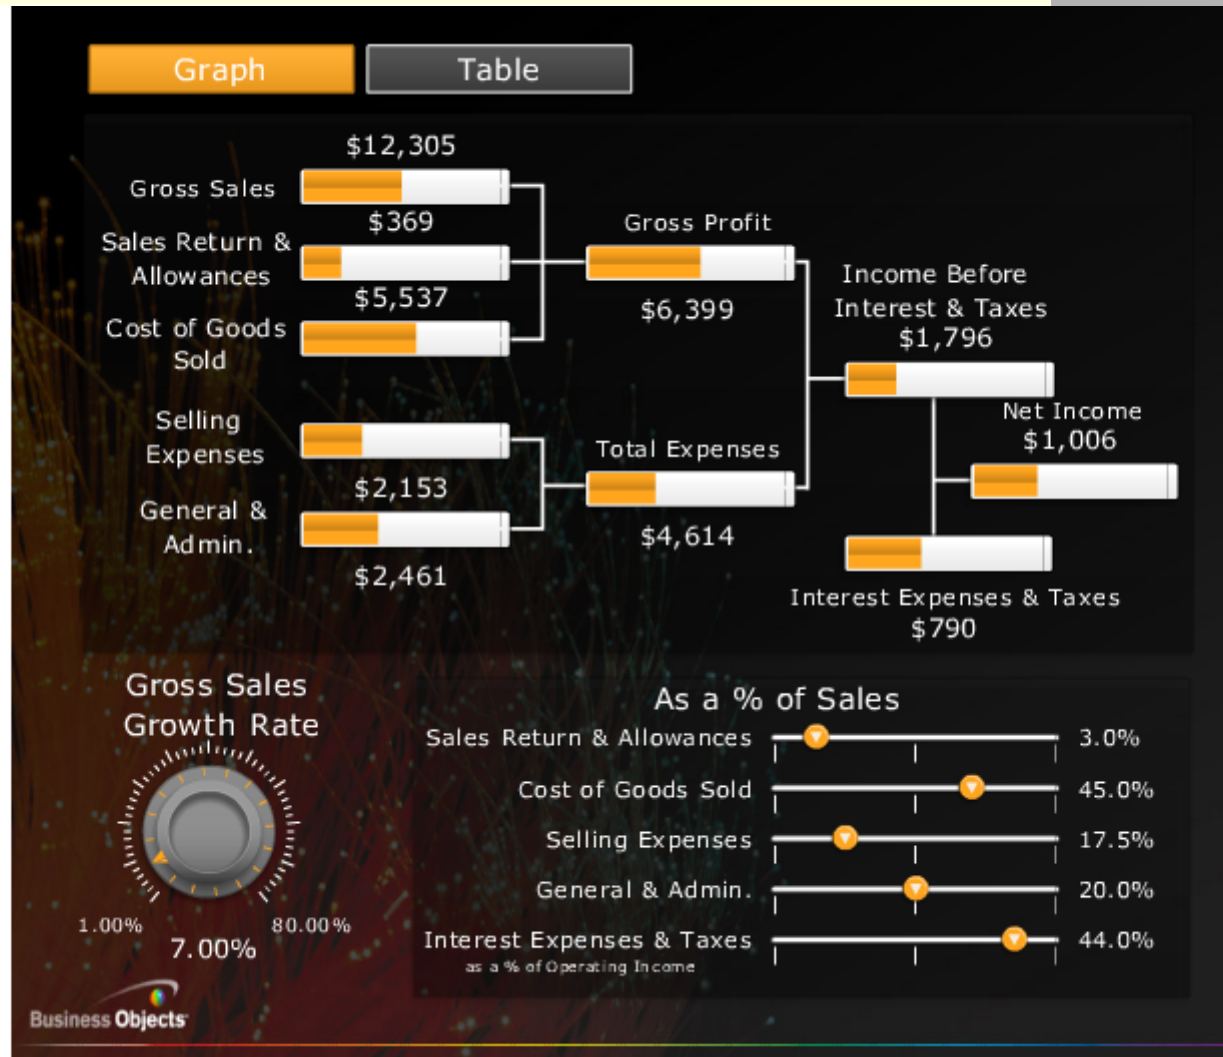 Graph
Table
$12,305
Gross Sales
$369
Sales Return &
Allowances
$5,537
Cost of Goods
Sold
Gross Profit
$6,399
Income Before
Interest & Taxes
$1,796
Selling
Expenses
$2,153
General &
Admin.
$2,461
Total Expenses
$4,614
Net Income
$1,006
Interest Expenses & Taxes
$790
Gross Sales
Growth Rate
1.00%
80.00%
7.00%
As a % of Sales
Sales Return & Allowances 3.0%
Cost of Goods Sold 45.0%
Selling Expenses 17.5%
General & Admin. 20.0%
Interest Expenses & Taxes 44.0%
as a % of Operating Income
Business Objects